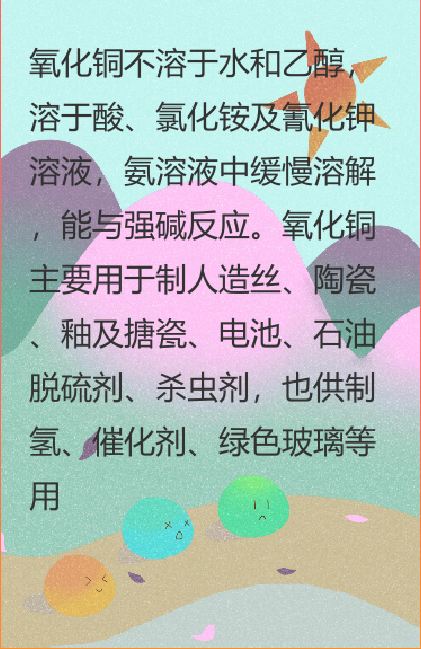 氧化铜不溶于水和乙醇，
溶于酸、氯化铵及氰化钾
溶液，氨溶液中缓慢溶解
，能与强碱反应。氧化铜
主要用于制人造丝、陶瓷
、釉及搪瓷、电池、石油
脱硫剂、杀虫剂，也供制
氢、催化剂、绿色玻璃等
用